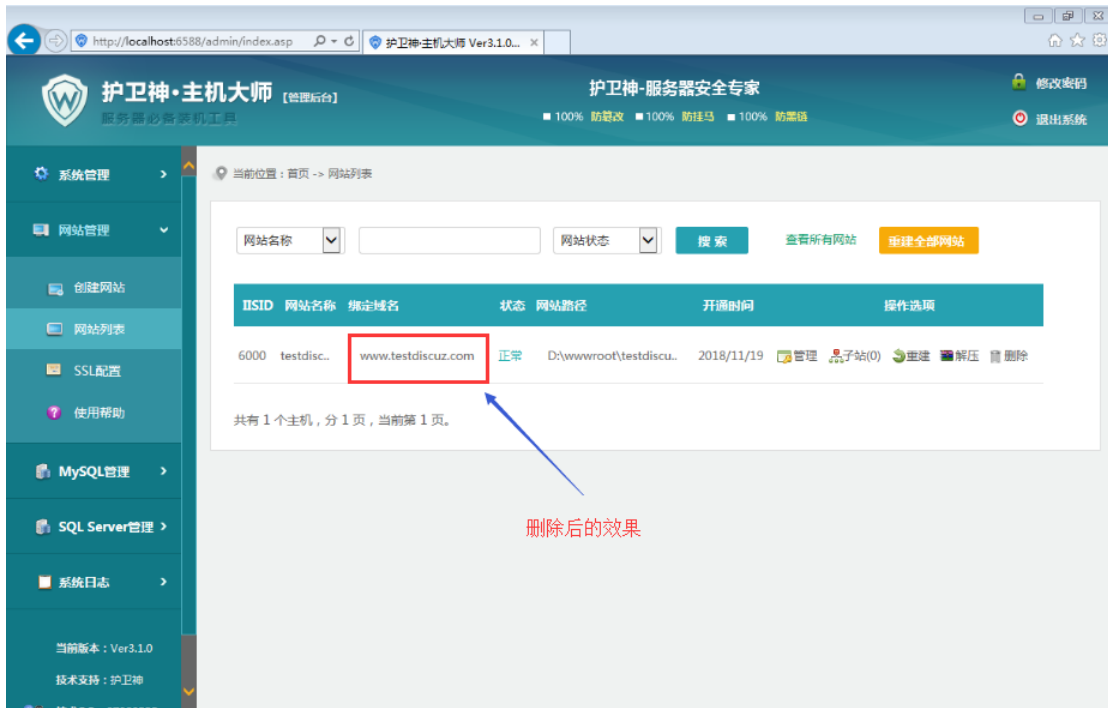 http://localhost:6588/admin/index.asp
护卫神·主机大师 Ver3.1.0...
护卫神·主机大师 [管理后台]
服务器必备装机工具
护卫神-服务器安全专家
100% 防篡改 100% 防挂马 100% 防黑链
修改密码
退出系统
系统管理
网站管理
创建网站
网站列表
SSL配置
使用帮助
MySQL管理
SQL Server管理
系统日志
当前版本：Ver3.1.0
技术支持：护卫神
当前位置：首页 -> 网站列表
网站名称 网站状态 搜 索 查看所有网站 重建全部网站
IISID 网站名称 绑定域名 状态 网站路径 开通时间 操作选项
6000 testdisc.. www.testdiscuz.com 正常 D:\wwwroot\testdiscu.. 2018/11/19 管理 子站(0) 重建 解压 删除
共有 1 个主机，分 1 页，当前第 1 页。
删除后的效果